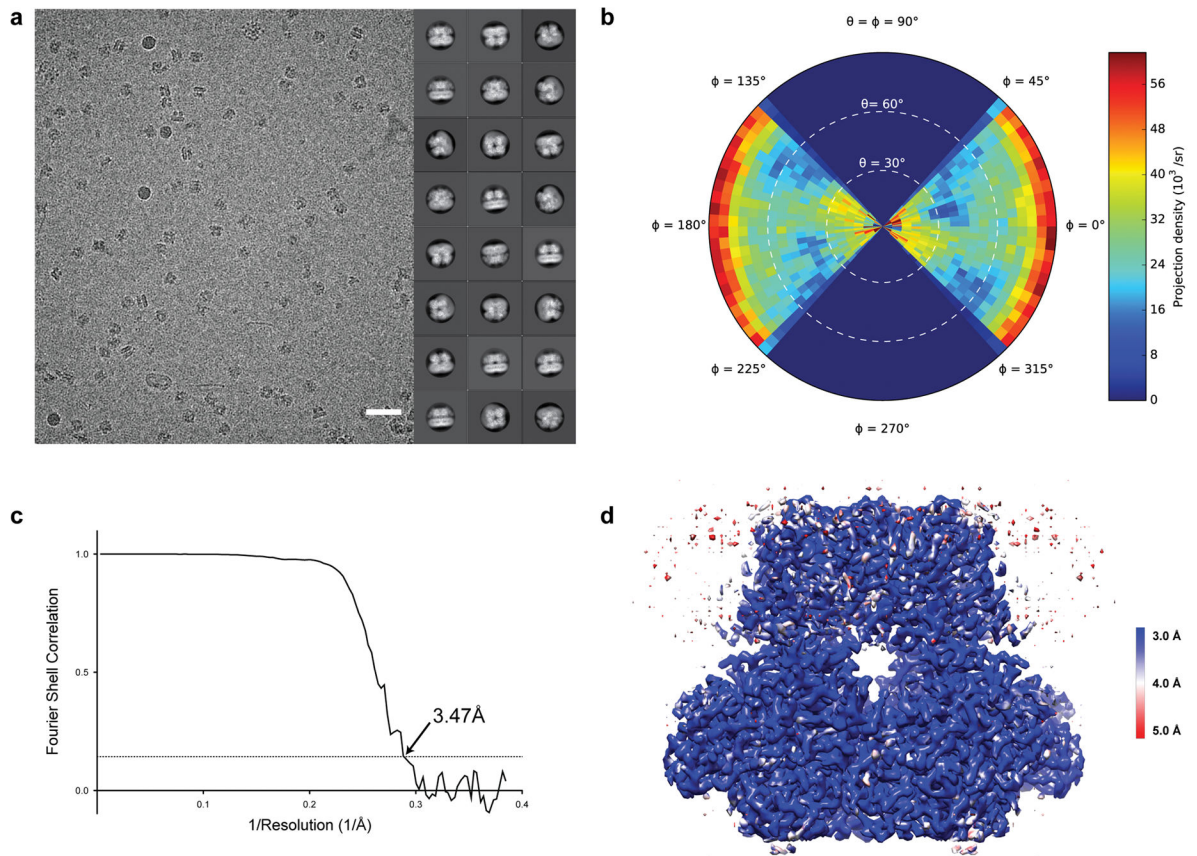 a
b
θ = ϕ = 90°
ϕ = 135°
ϕ = 45°
θ= 60°
θ = 30°
ϕ = 180°
ϕ = 0°
ϕ = 225°
ϕ = 315°
ϕ = 270°
56
48
40
32
24
16
8
0
Projection density (10³ /sr)
c
1.0
0.5
0.0
Fourier Shell Correlation
3.47Å
0.1
0.2
0.3
0.4
1/Resolution (1/Å)
d
3.0 Å
4.0 Å
5.0 Å